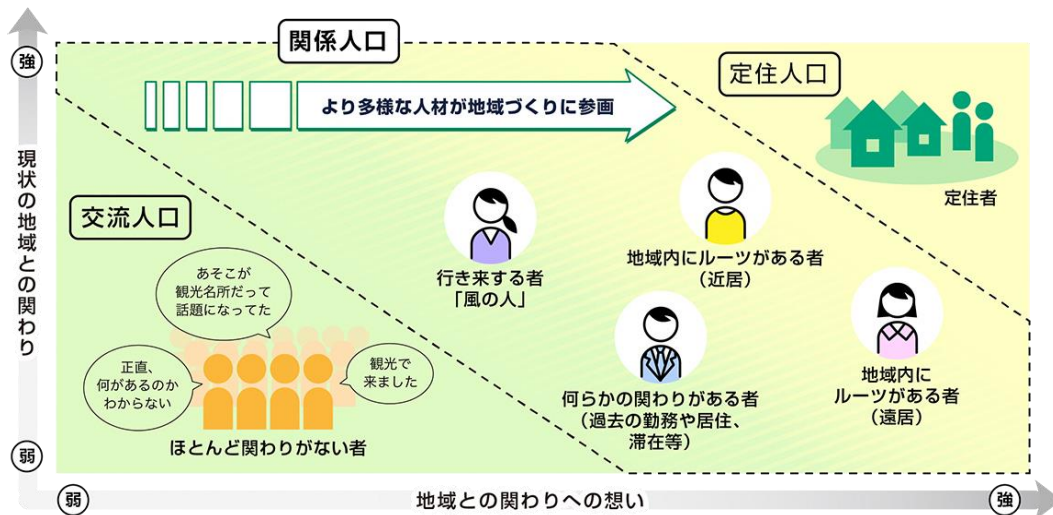 強
関係人口
より多様な人材が地域づくりに参画
定住人口
定住者
現状の地域との関わり
交流人口
あそこが
観光名所だって
話題になってた
正直、
何があるのか
わからない
観光で
来ました
ほとんど関わりがない者
行き来する者
「風の人」
地域内にルーツがある者
（近居）
何らかの関わりがある者
（過去の勤務や居住、
滞在等）
地域内に
ルーツがある者
（遠居）
弱
弱
地域との関わりへの想い
強